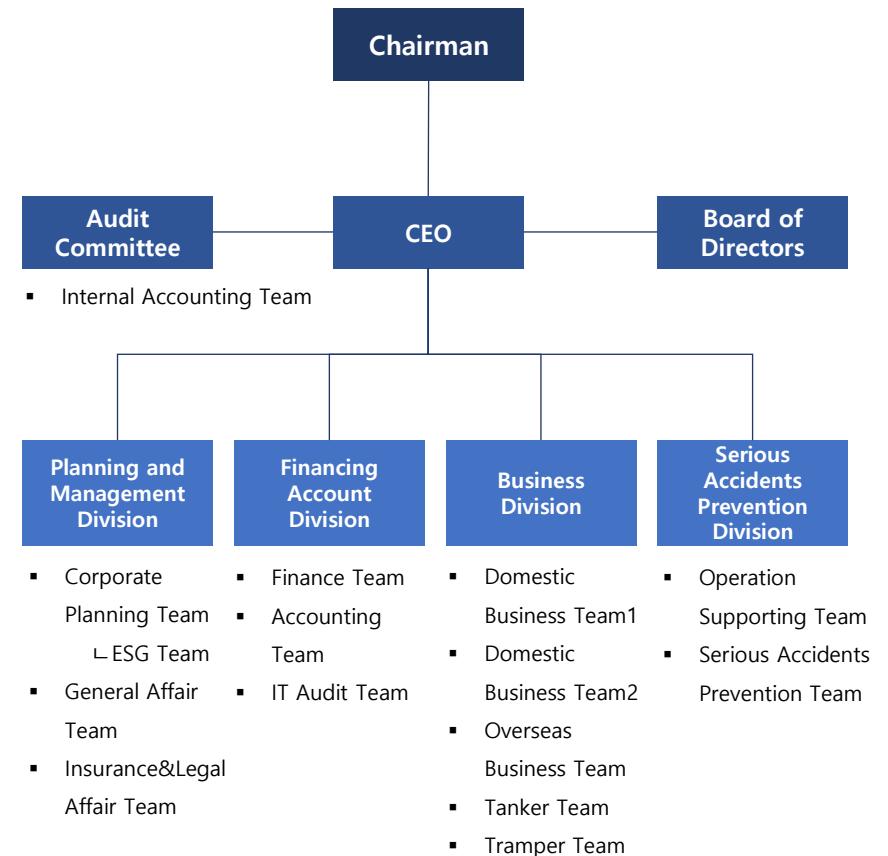 Chairman
Audit
Committee
CEO
Board of
Directors
▪ Internal Accounting Team
Planning and
Management
Division
Financing
Account
Division
Business
Division
Serious
Accidents
Prevention
Division
▪ Corporate
Planning Team
ㄴESG Team
▪ General Affair
Team
▪ Insurance&Legal
Affair Team
▪ Finance Team
▪ Accounting
Team
▪ IT Audit Team
▪ Domestic
Business Team1
▪ Domestic
Business Team2
▪ Overseas
Business Team
▪ Tanker Team
▪ Tramper Team
▪ Operation
Supporting Team
▪ Serious Accidents
Prevention Team